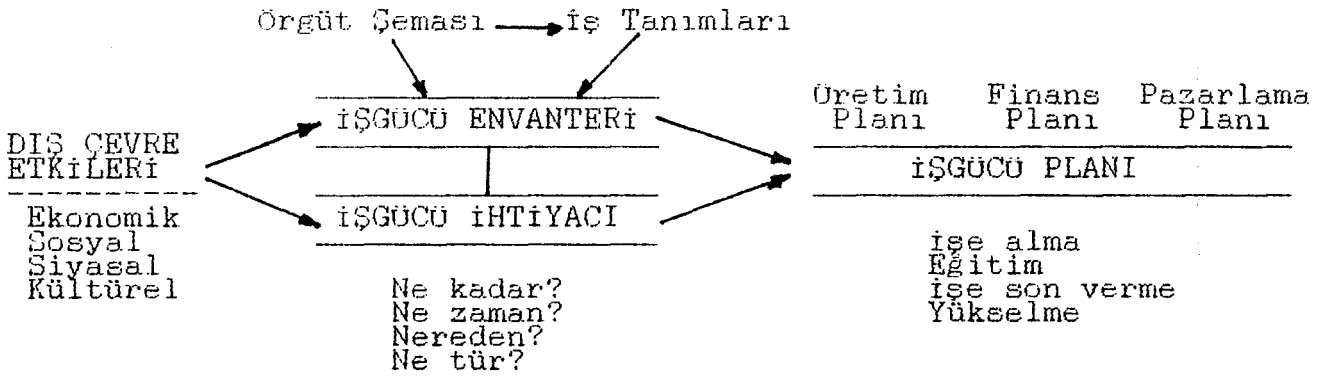 Örgüt Şeması İş Tanımları
İŞGÜCÜ ENVANTERİ
DIŞ ÇEVRE
ETKİLERİ
Ekonomik
Sosyal
Siyasal
Kültürel
İŞGÜCÜ İHTİYACI
Ne kadar?
Ne zaman?
Nereden?
Ne tür?
Üretim Finans Pazarlama
Planı Planı Planı
İŞGÜCÜ PLANI
İşe alma
Eğitim
İşe son verme
Yükselme